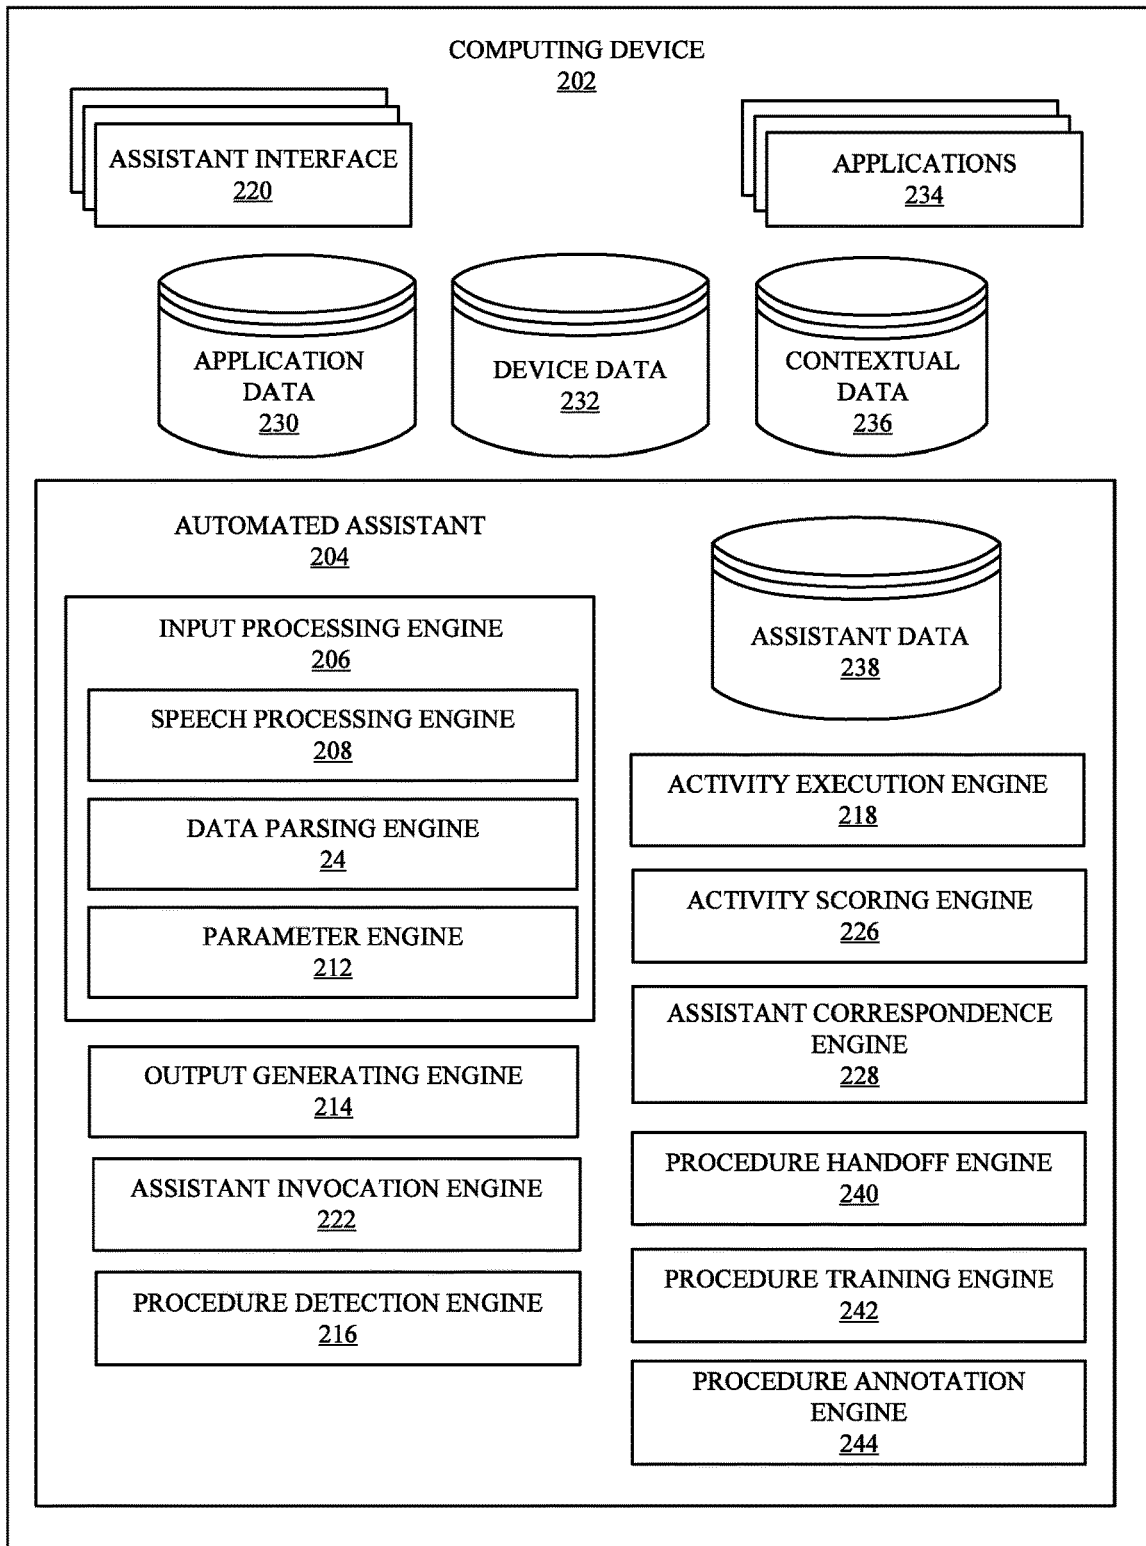 COMPUTING DEVICE
202
ASSISTANT INTERFACE
220
APPLICATIONS
234
APPLICATION
DATA
230
DEVICE DATA
232
CONTEXTUAL
DATA
236
AUTOMATED ASSISTANT
204
INPUT PROCESSING ENGINE
206
SPEECH PROCESSING ENGINE
208
DATA PARSING ENGINE
24
PARAMETER ENGINE
212
OUTPUT GENERATING ENGINE
214
ASSISTANT INVOCATION ENGINE
222
PROCEDURE DETECTION ENGINE
216
ASSISTANT DATA
238
ACTIVITY EXECUTION ENGINE
218
ACTIVITY SCORING ENGINE
226
ASSISTANT CORRESPONDENCE
ENGINE
228
PROCEDURE HANDOFF ENGINE
240
PROCEDURE TRAINING ENGINE
242
PROCEDURE ANNOTATION
ENGINE
244